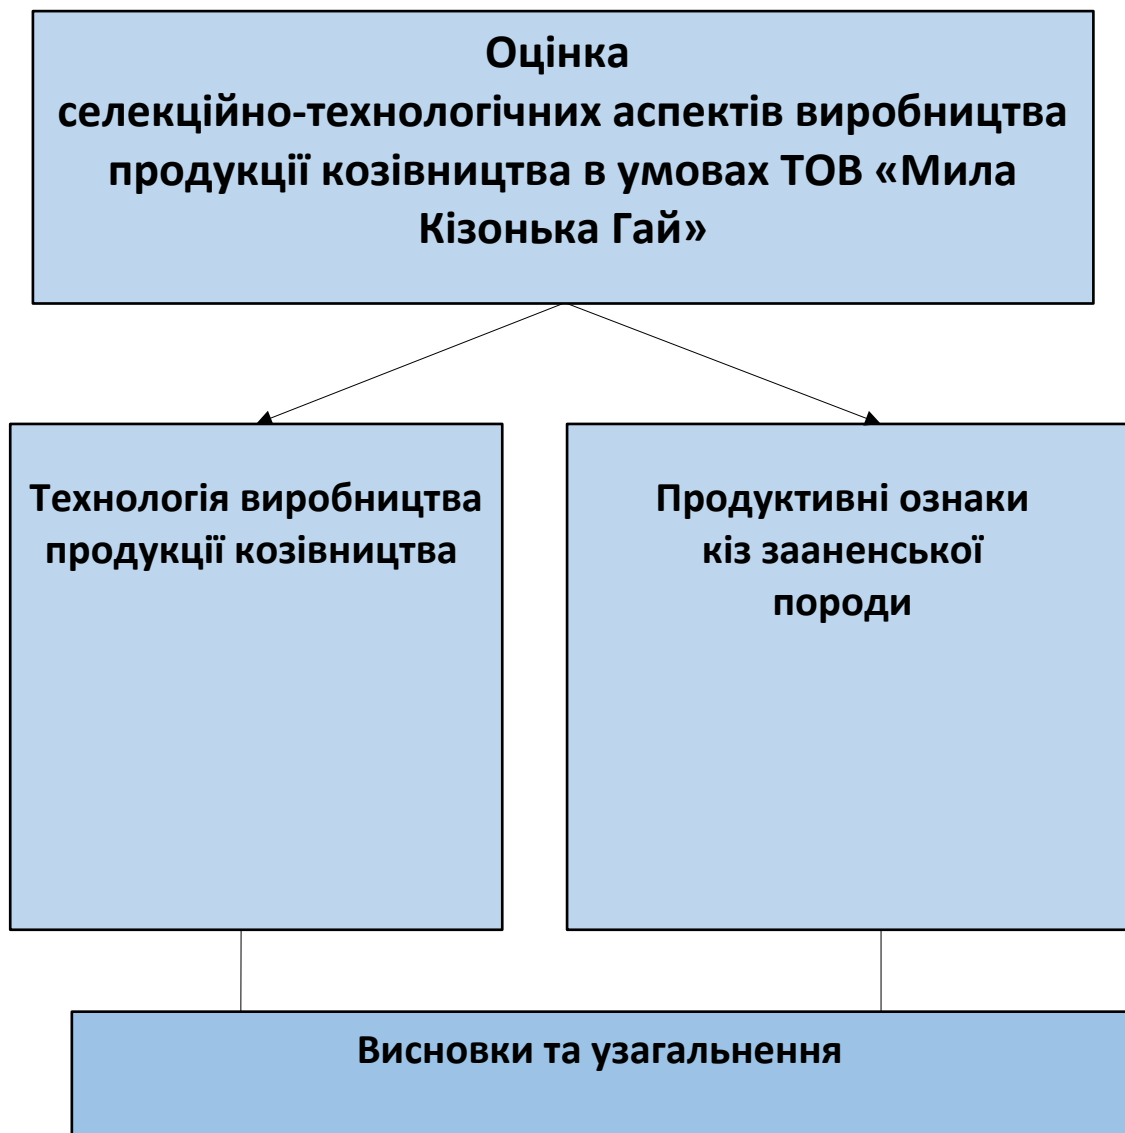 Оцінка
селекційно-технологічних аспектів виробництва
продукції козівництва в умовах ТОВ «Мила
Кізонька Гай»
Технологія виробництва
продукції козівництва
Продуктивні ознаки
кіз зааненської
породи
Висновки та узагальнення